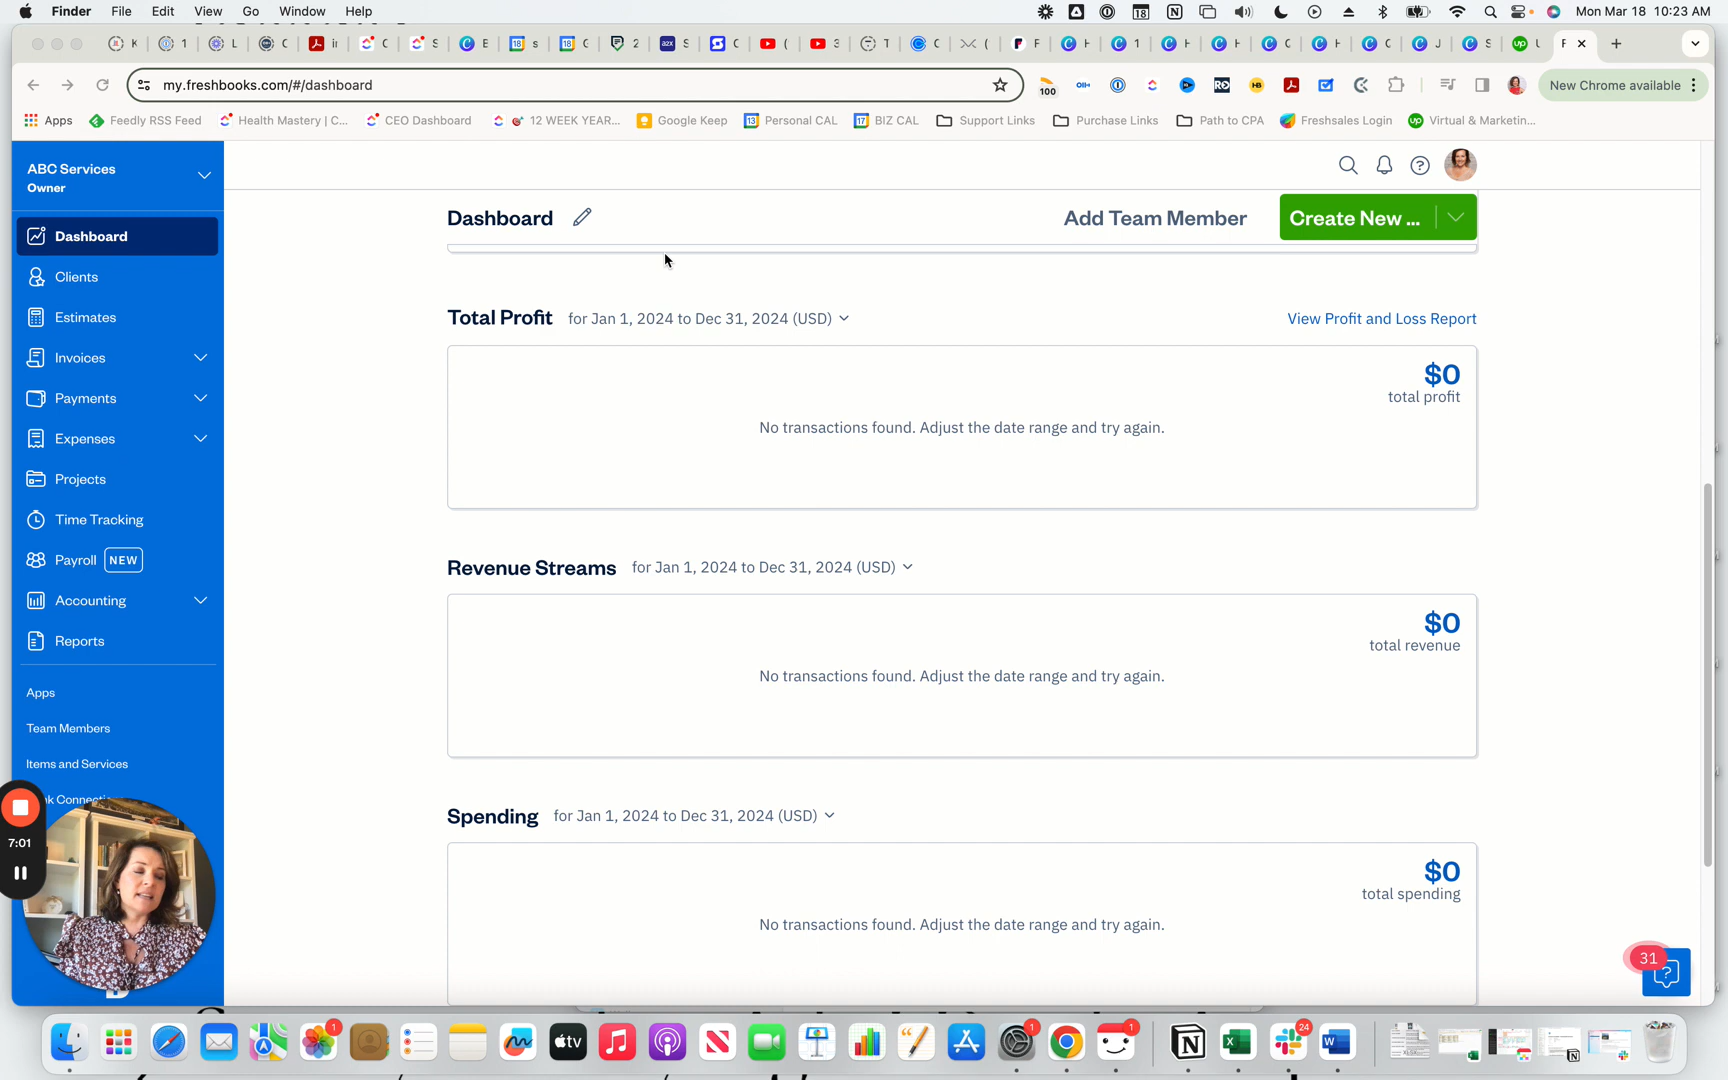 Finder File Edit View Go Window Help
18
Mon Mar 18 10:23 AM
my.freshbooks.com/#/dashboard
100
New Chrome available
Apps
Feedly RSS Feed
Health Mastery | C...
CEO Dashboard
12 WEEK YEAR...
Google Keep
Personal CAL
BIZ CAL
Support Links
Purchase Links
Path to CPA
Freshsales Login
Virtual & Marketin...
ABC Services
Owner
Dashboard
Clients
Estimates
Invoices
Payments
Expenses
Projects
Time Tracking
Payroll NEW
Accounting
Reports
Apps
Team Members
Items and Services
7:01
Dashboard
Add Team Member
Create New ...
Total Profit for Jan 1, 2024 to Dec 31, 2024 (USD)
View Profit and Loss Report
$0
total profit
No transactions found. Adjust the date range and try again.
Revenue Streams for Jan 1, 2024 to Dec 31, 2024 (USD)
$0
total revenue
No transactions found. Adjust the date range and try again.
Spending for Jan 1, 2024 to Dec 31, 2024 (USD)
$0
total spending
No transactions found. Adjust the date range and try again.
31
1
tv
1
1
24